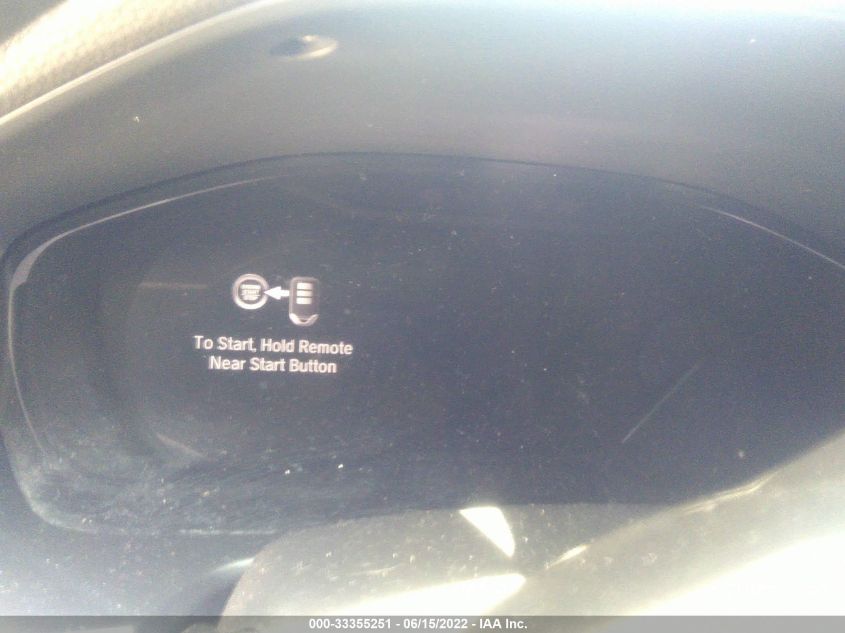 To Start, Hold Remote
Near Start Button
000-33355251 - 06/15/2022 - IAA Inc.